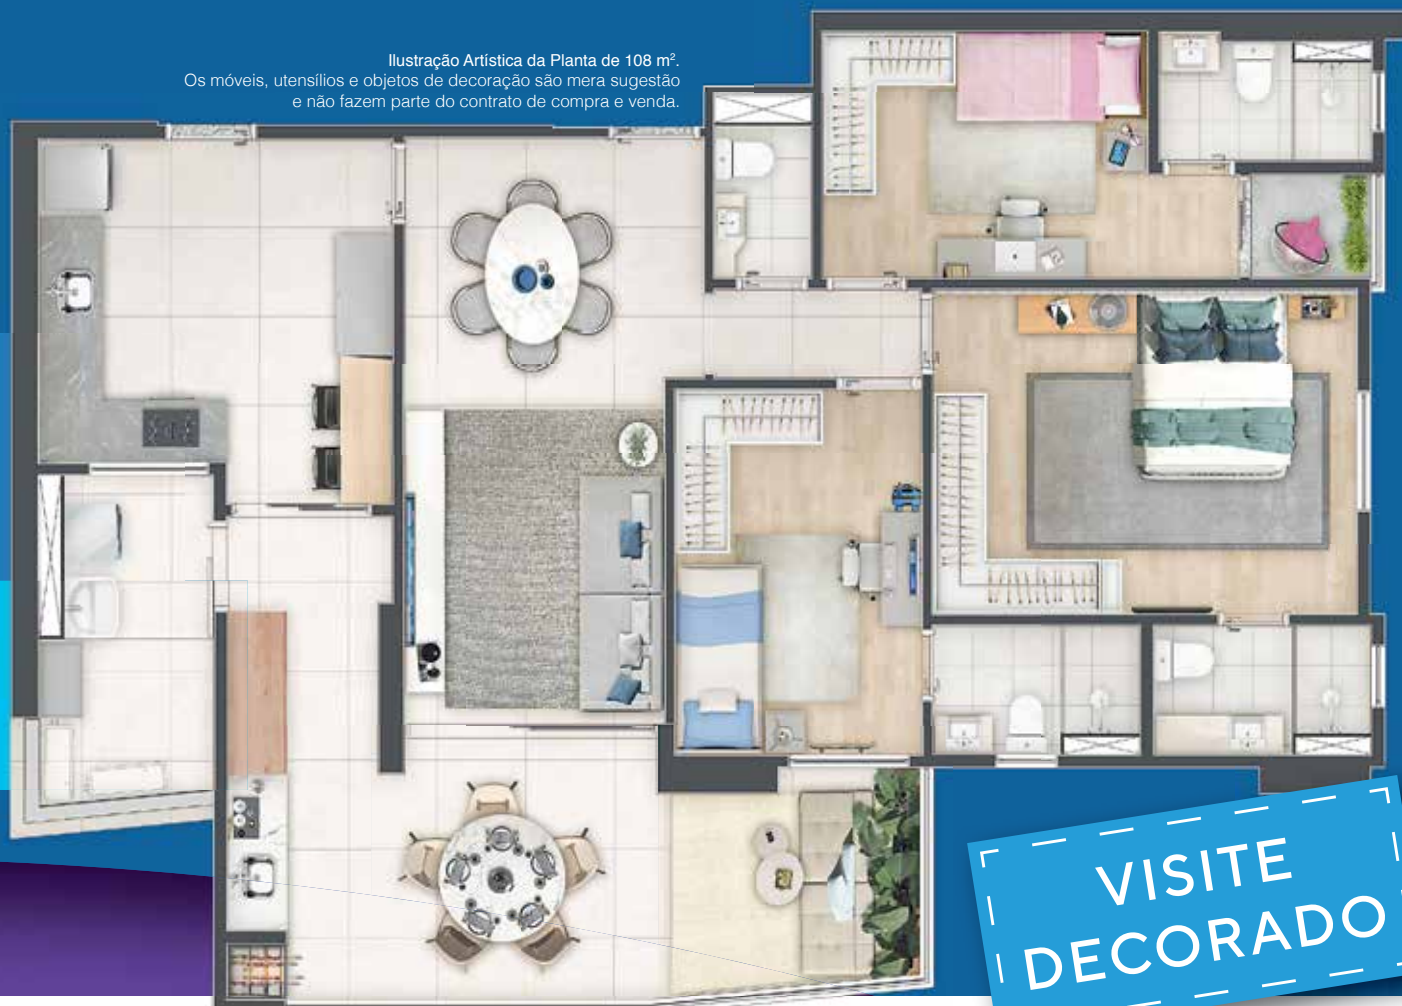 Ilustração Artística da Planta de 108 m².
Os móveis, utensílios e objetos de decoração são mera sugestão
e não fazem parte do contrato de compra e venda.
VISITE
DECORADO